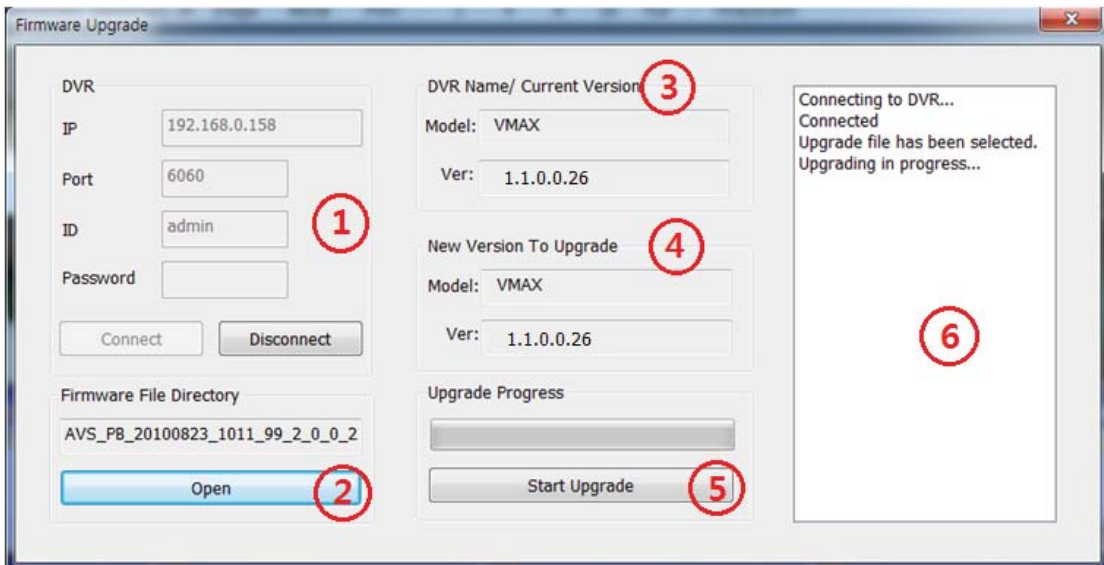 Firmware Upgrade
DVR
IP
192.168.0.158
Port
6060
1
ID
admin
Password
Connect
Disconnect
Firmware File Directory
AVS_PB_20100823_1011_99_2_0_0_2
Open
2
DVR Name/ Current Version
3
Model:
VMAX
Ver:
1.1.0.0.26
New Version To Upgrade
4
Model:
VMAX
Ver:
1.1.0.0.26
Upgrade Progress
Start Upgrade
5
Connecting to DVR...
Connected
Upgrade file has been selected.
Upgrading in progress...
6